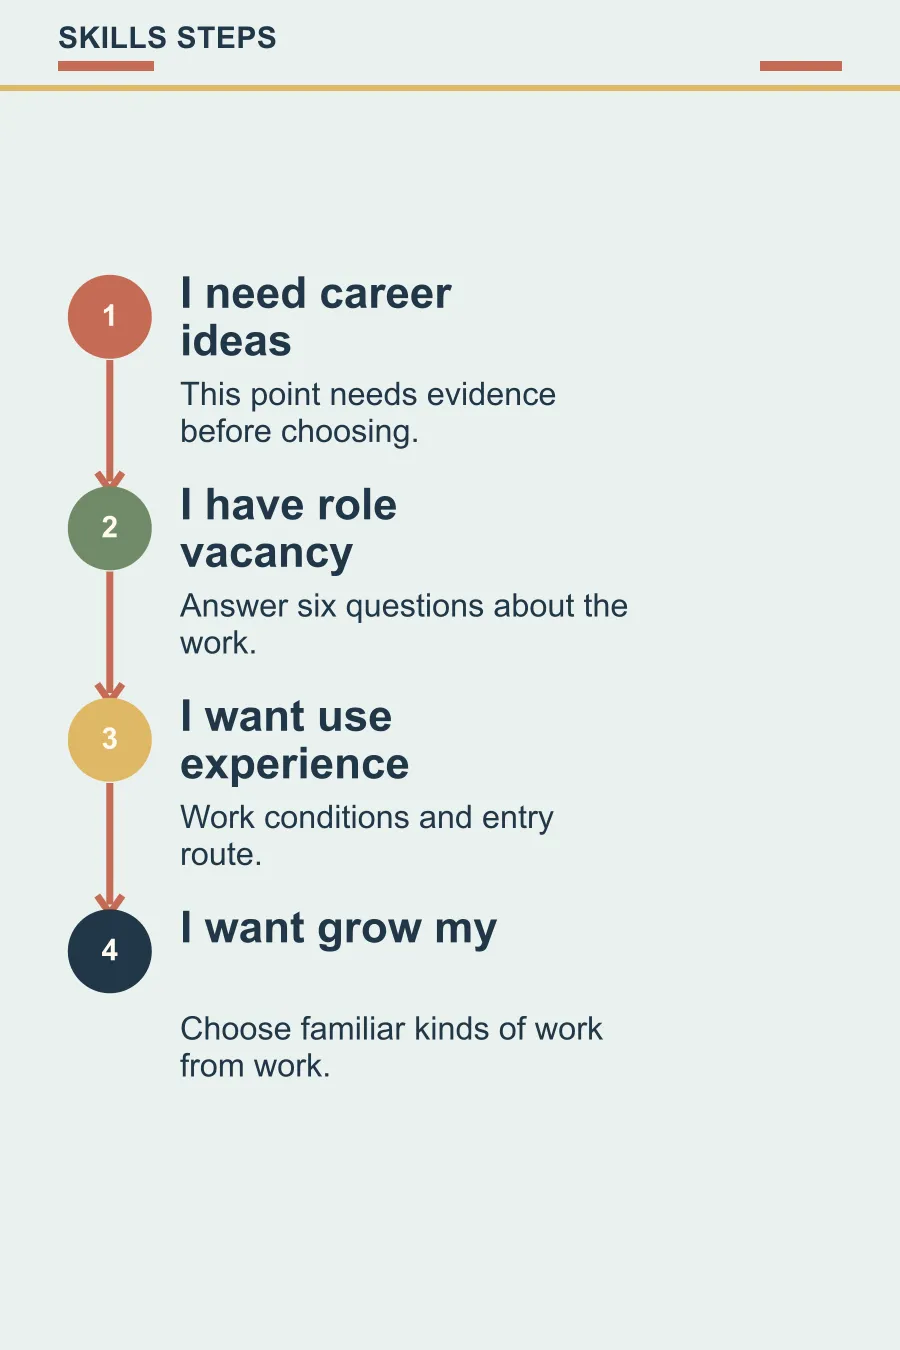 SKILLS STEPS
1
I need career
ideas
This point needs evidence
before choosing.
2
I have role
vacancy
Answer six questions about the
work.
3
I want use
experience
Work conditions and entry
route.
4
I want grow my
Choose familiar kinds of work
from work.